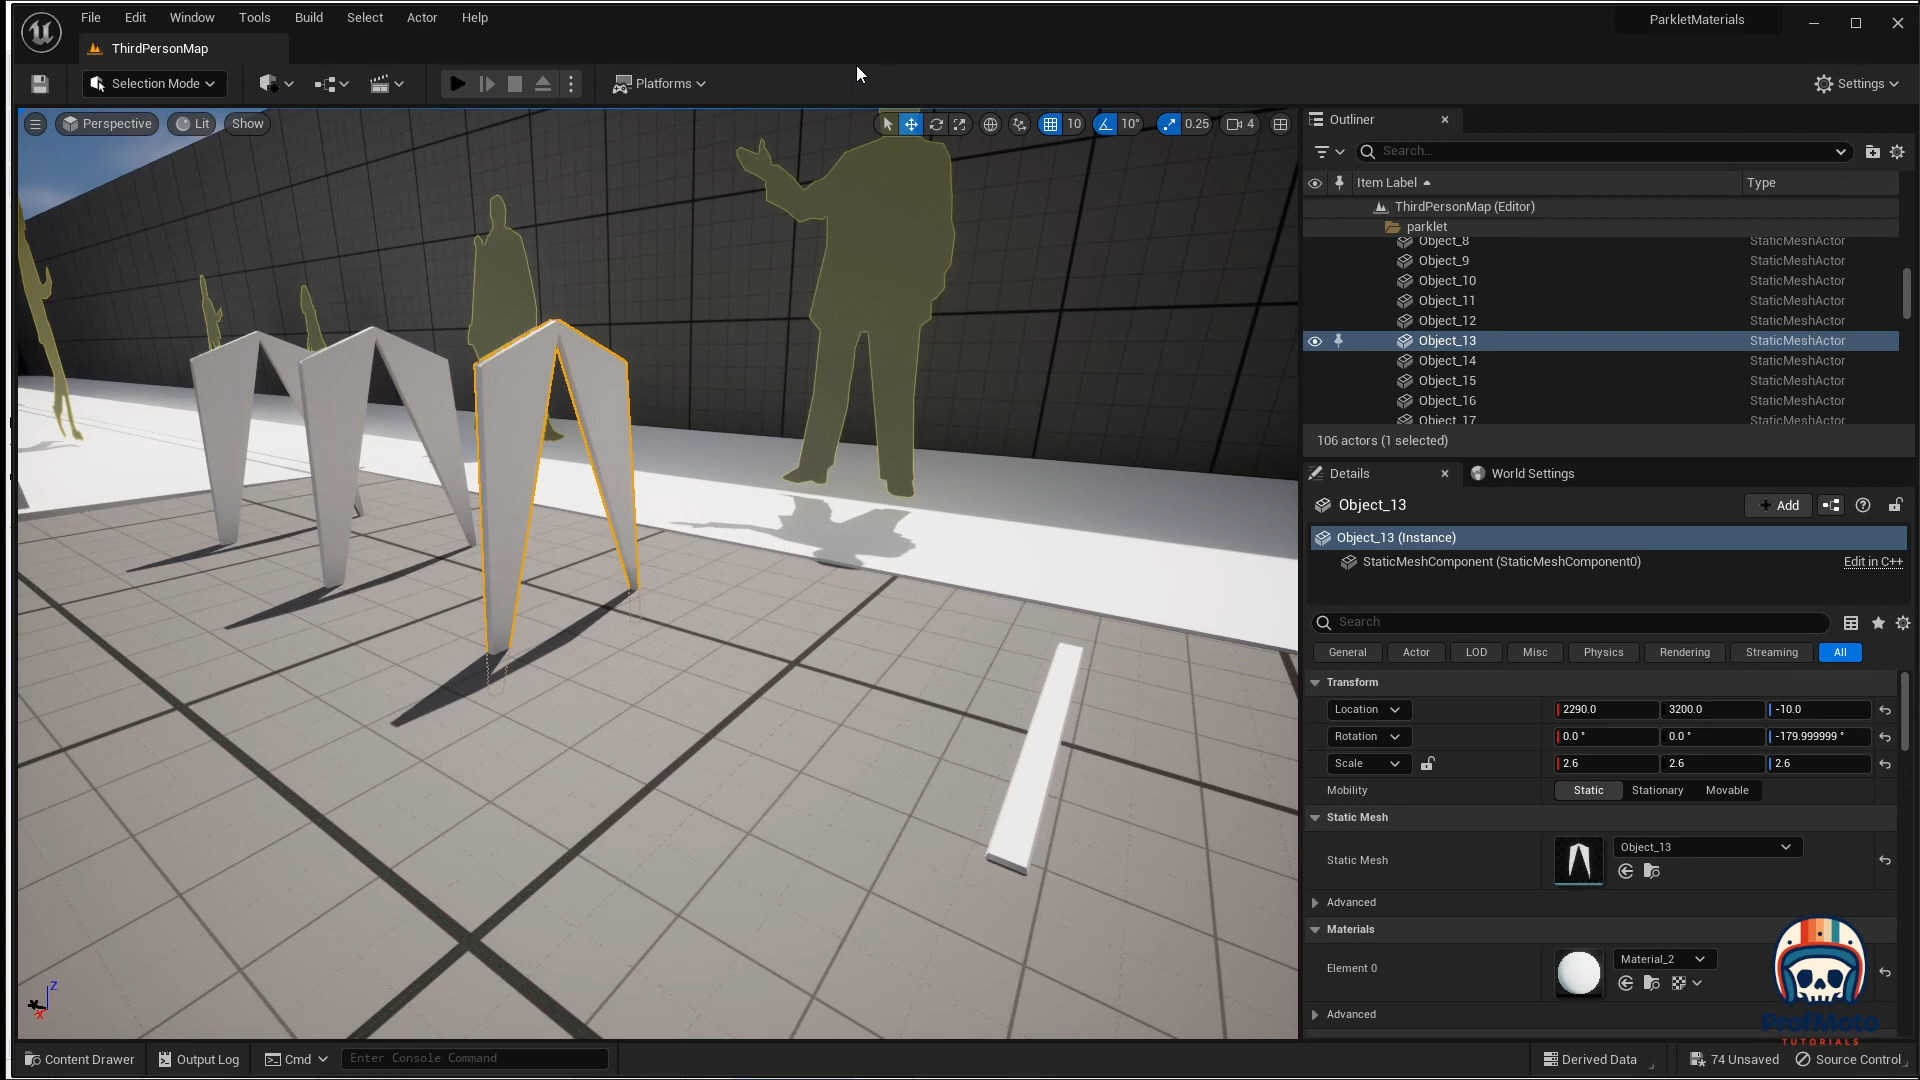 File Edit Window Tools Build Select Actor Help
ParkletMaterials
ThirdPersonMap
Selection Mode
Platforms
Settings
Perspective
Lit
Show
10
10°
0.25
4
Outliner
Search...
Item Label
Type
ThirdPersonMap (Editor)
parklet
Object_8 StaticMeshActor
Object_9 StaticMeshActor
Object_10 StaticMeshActor
Object_11 StaticMeshActor
Object_12 StaticMeshActor
Object_13 StaticMeshActor
Object_14 StaticMeshActor
Object_15 StaticMeshActor
Object_16 StaticMeshActor
Object_17 StaticMeshActor
106 actors (1 selected)
Details
World Settings
Object_13
+ Add
Object_13 (Instance)
StaticMeshComponent (StaticMeshComponent0)
Edit in C++
Search
General Actor LOD Misc Physics Rendering Streaming All
Transform
Location 2290.0 3200.0 -10.0
Rotation 0.0 ° 0.0 ° -179.999999 °
Scale 2.6 2.6 2.6
Mobility Static Stationary Movable
Static Mesh
Static Mesh Object_13
Advanced
Materials
Element 0 Material_2
Advanced
ProfMoto
TUTORIALS
Z
X
Content Drawer
Output Log
Cmd
Enter Console Command
Derived Data
74 Unsaved
Source Control